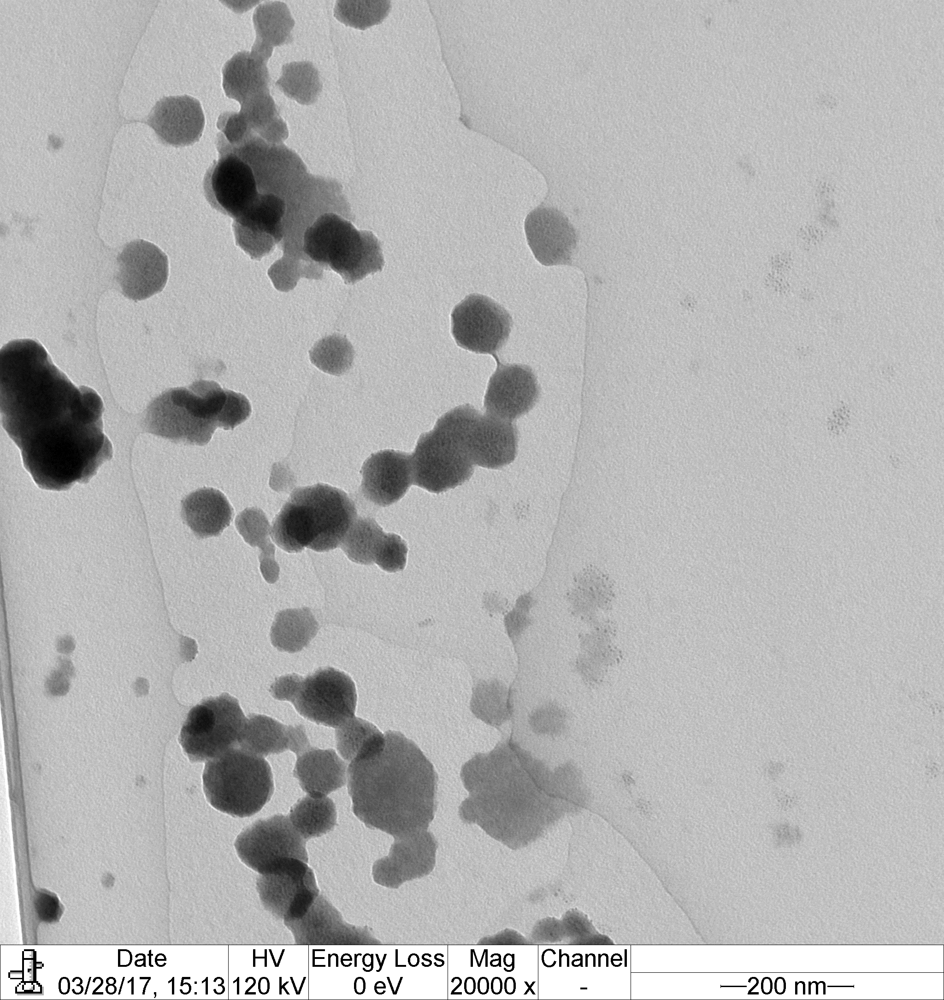 Date HV Energy Loss Mag Channel
03/28/17, 15:13 120 kV 0 eV 20000 x - 200 nm